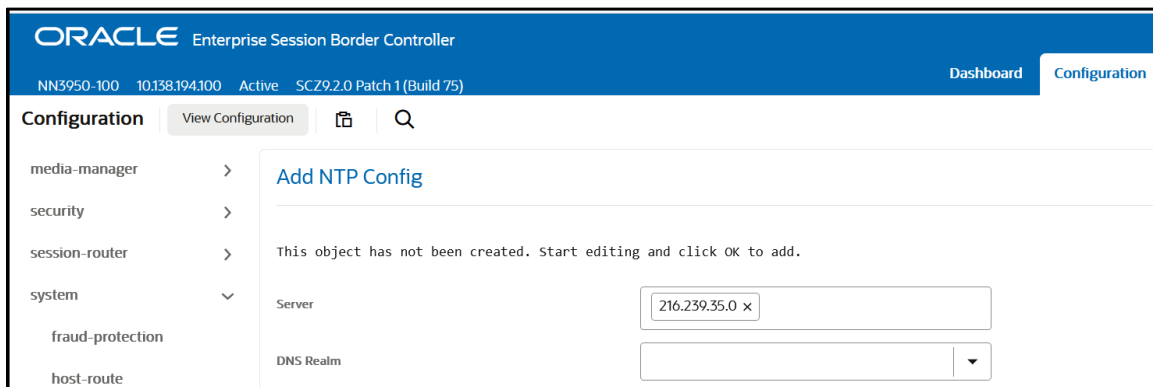 ORACLE Enterprise Session Border Controller
NN3950-100 10.138.194.100 Active SCZ9.2.0 Patch 1 (Build 75)
Dashboard Configuration
Configuration View Configuration
media-manager
security
session-router
system
fraud-protection
host-route
Add NTP Config
This object has not been created. Start editing and click OK to add.
Server 216.239.35.0 ×
DNS Realm